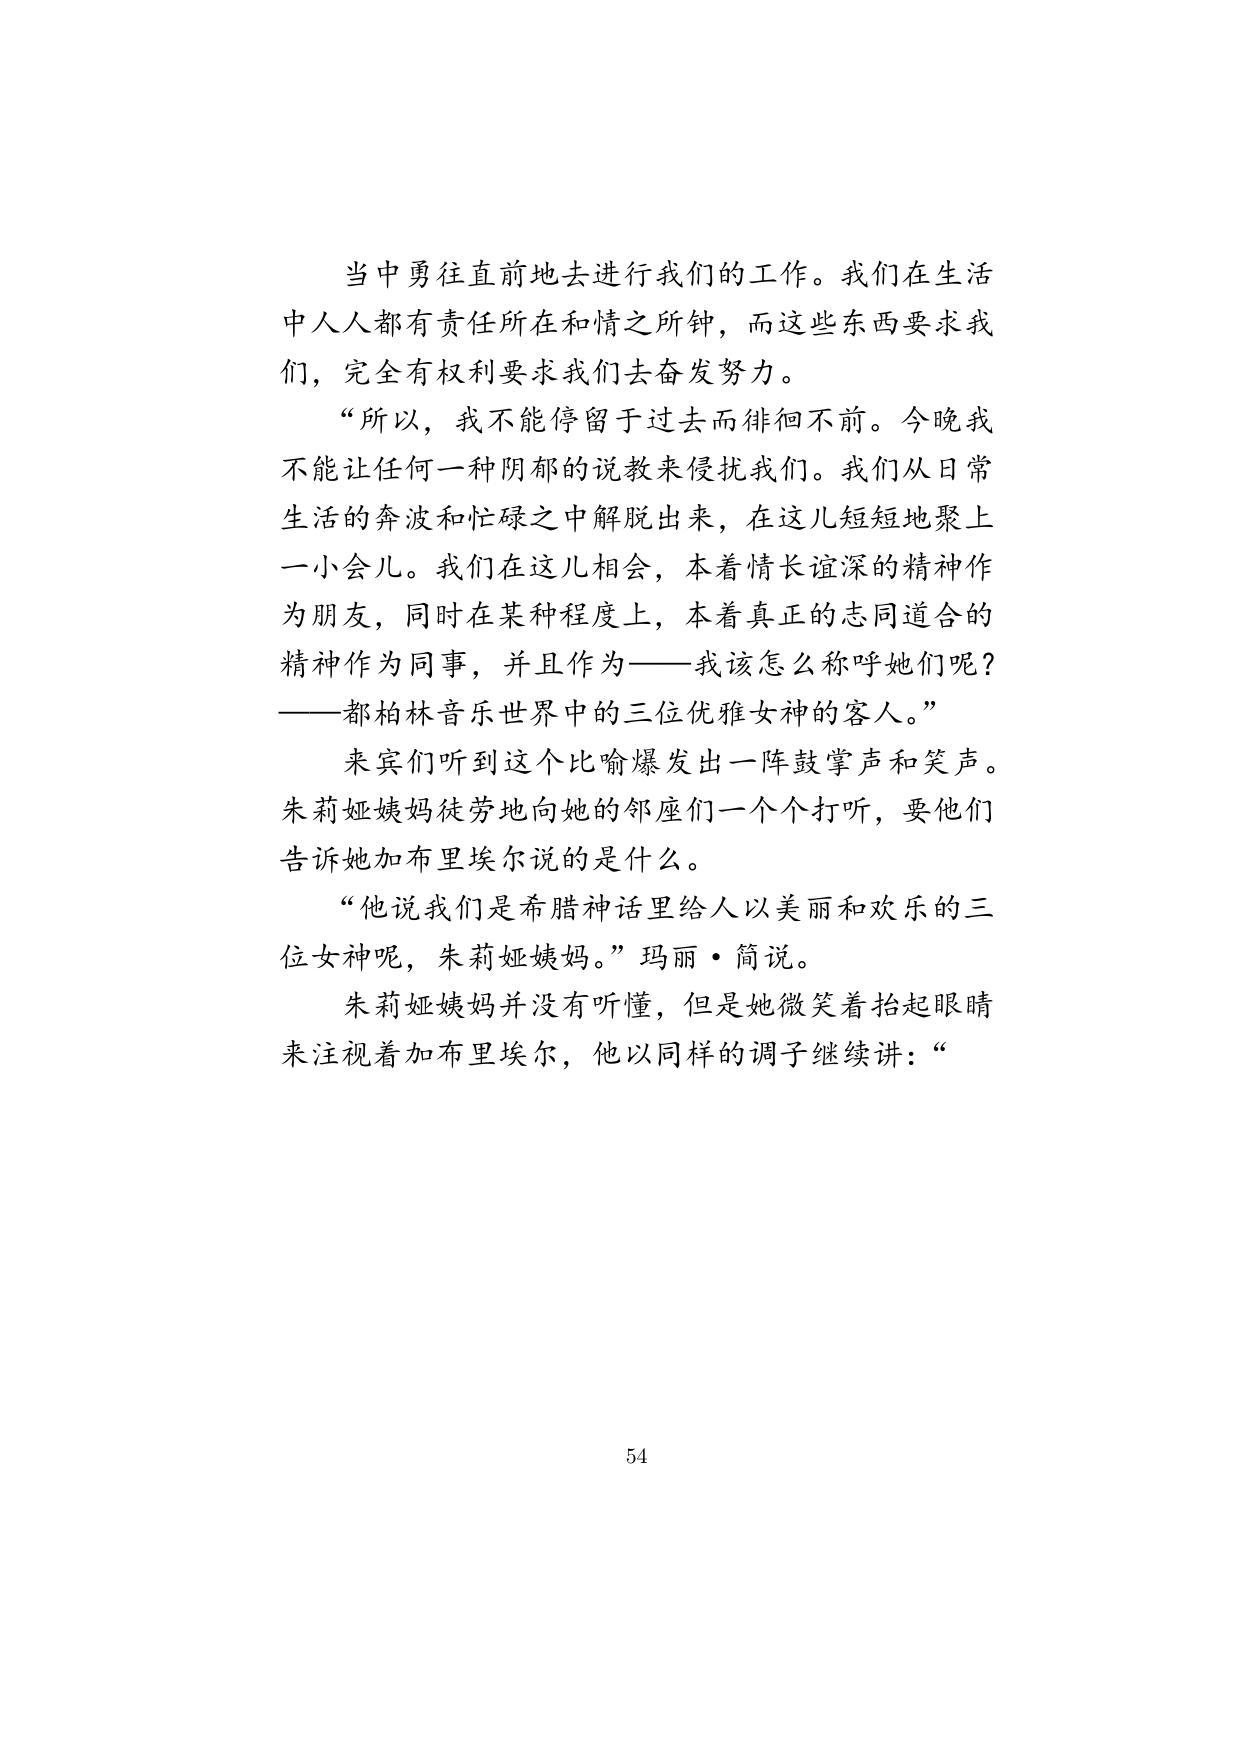 当中勇往直前地去进行我们的工作。我们在生活
中人人都有责任所在和情之所钟，而这些东西要求我
们，完全有权利要求我们去奋发努力。
“所以，我不能停留于过去而徘徊不前。今晚我
不能让任何一种阴郁的说教来侵扰我们。我们从日常
生活的奔波和忙碌之中解脱出来，在这儿短短地聚上
一小会儿。我们在这儿相会，本着情长谊深的精神作
为朋友，同时在某种程度上，本着真正的志同道合的
精神作为同事，并且作为——我该怎么称呼她们呢？
——都柏林音乐世界中的三位优雅女神的客人。”
来宾们听到这个比喻爆发出一阵鼓掌声和笑声。
朱莉娅姨妈徒劳地向她的邻座们一个个打听，要他们
告诉她加布里埃尔说的是什么。
“他说我们是希腊神话里给人以美丽和欢乐的三
位女神呢，朱莉娅姨妈。”玛丽·简说。
朱莉娅姨妈并没有听懂，但是她微笑着抬起眼睛
来注视着加布里埃尔，他以同样的调子继续讲：“
54